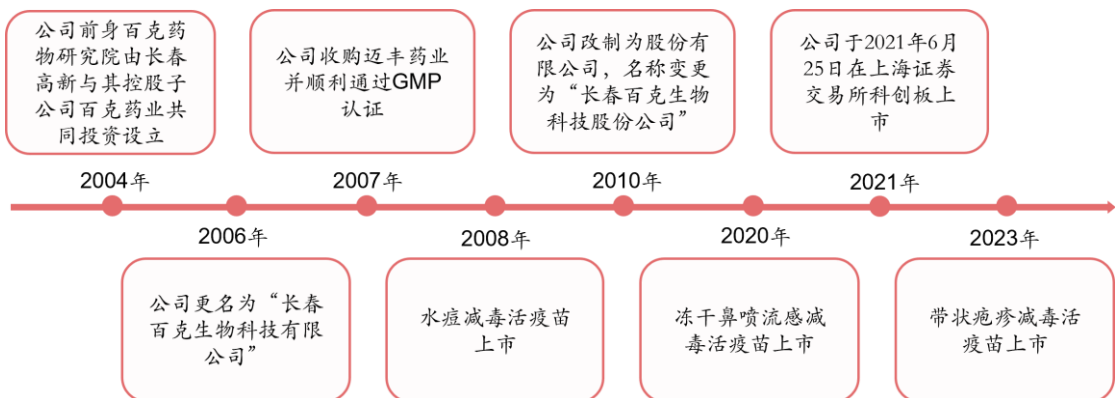 公司前身百克药
物研究院由长春
高新与其控股子
公司百克药业共
同投资设立
公司收购迈丰药业
并顺利通过GMP
认证
公司改制为股份有
限公司，名称变更
为“长春百克生物
科技股份公司”
公司于2021年6月
25日在上海证券
交易所科创板上
市
2004年
2007年
2010年
2021年
2006年
2008年
2020年
2023年
公司更名为“长春
百克生物科技有限
公司”
水痘减毒活疫苗
上市
冻干鼻喷流感减
毒活疫苗上市
带状疱疹减毒活
疫苗上市